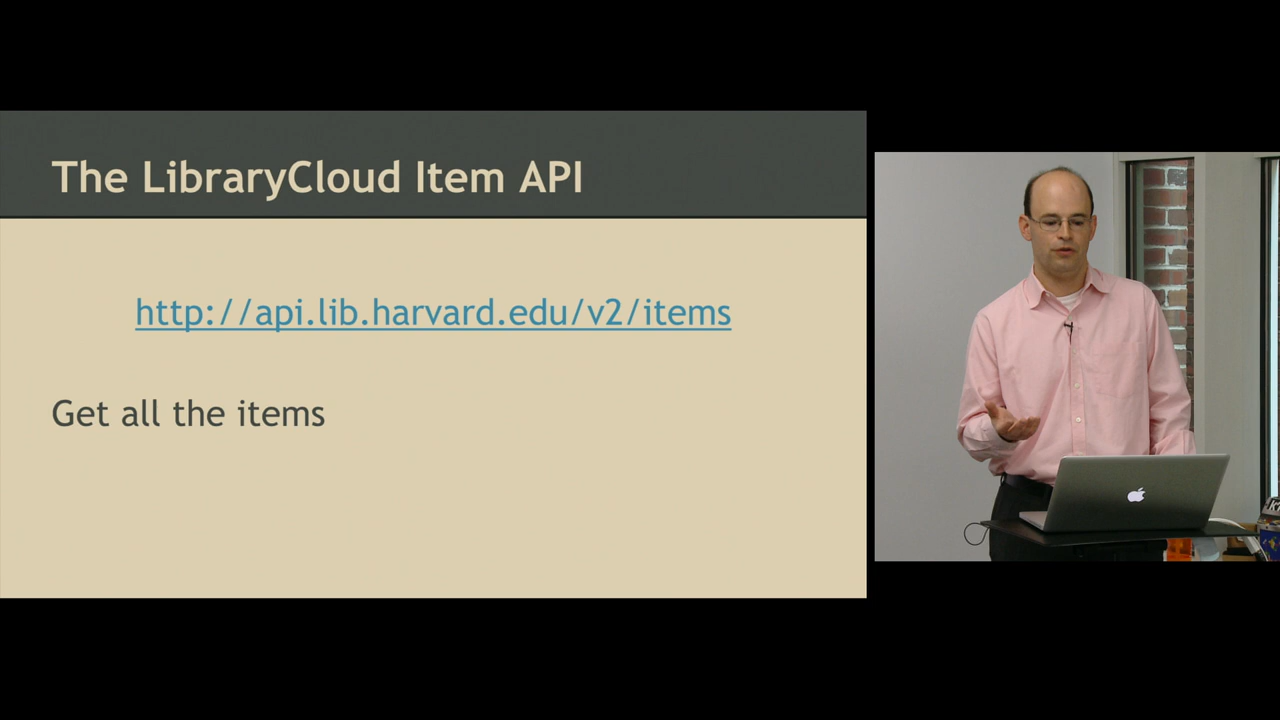 The LibraryCloud Item API
http://api.lib.harvard.edu/v2/items
Get all the items